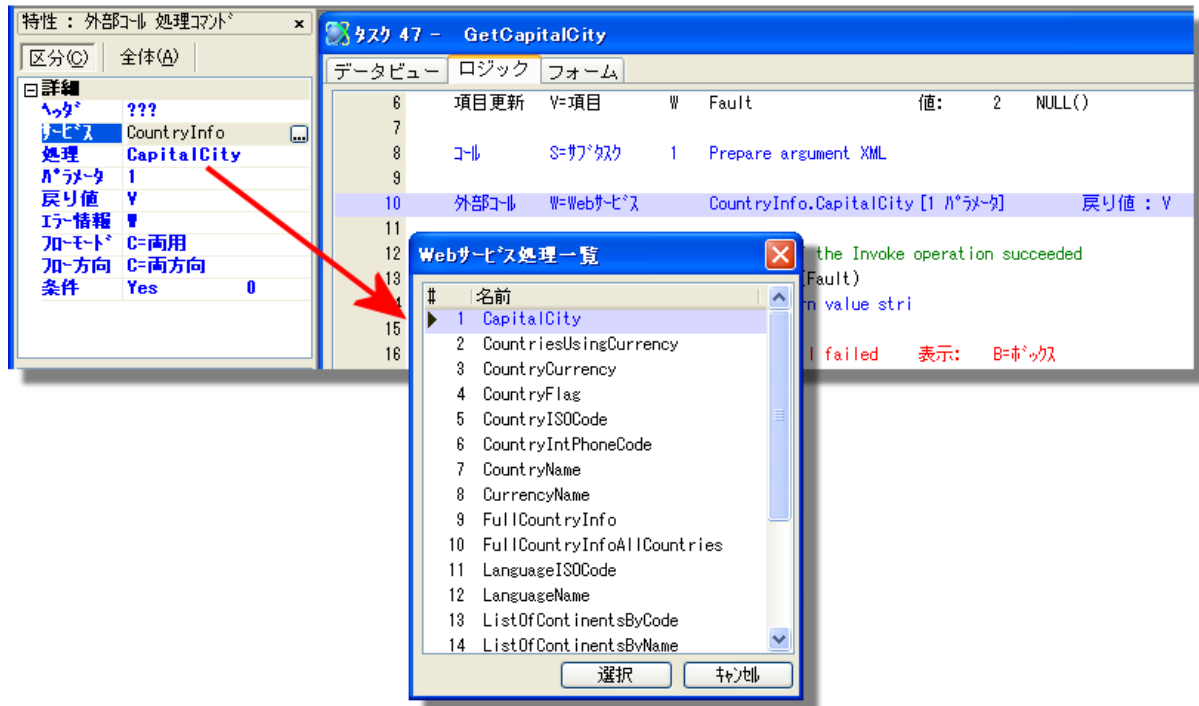 特性 : 外部ｺｰﾙ 処理ｺﾏﾝﾄﾞ ×
区分(C) 全体(A)
詳細
ﾍｯﾀﾞ ???
ｻｰﾋﾞｽ CountryInfo ...
処理 CapitalCity
ﾊﾟﾗﾒｰﾀ 1
戻り値 V
ｴﾗｰ情報 W
ﾌﾛｰﾓｰﾄﾞ C=両用
ﾌﾛｰ方向 C=両方向
条件 Yes 0
ﾀｽｸ 47 - GetCapitalCity
データビュー ロジック フォーム
6 項目更新 V=項目 W Fault 値: 2 NULL()
7
8 ｺｰﾙ S=ｻﾌﾞﾀｽｸ 1 Prepare argument XML
9
10 外部ｺｰﾙ W=Webｻｰﾋﾞｽ CountryInfo.CapitalCity [1 ﾊﾟﾗﾒｰﾀ] 戻り値 : V
11
12 the Invoke operation succeeded
13 Fault)
n value stri
15
16 failed 表示: B=ﾎﾞｯｸｽ
Webｻｰﾋﾞｽ処理一覧
# 名前
1 CapitalCity
2 CountriesUsingCurrency
3 CountryCurrency
4 CountryFlag
5 CountryISOCode
6 CountryIntPhoneCode
7 CountryName
8 CurrencyName
9 FullCountryInfo
10 FullCountryInfoAllCountries
11 LanguageISOCode
12 LanguageName
13 ListOfContinentsByCode
14 ListOfContinentsByName
選択 ｷｬﾝｾﾙ